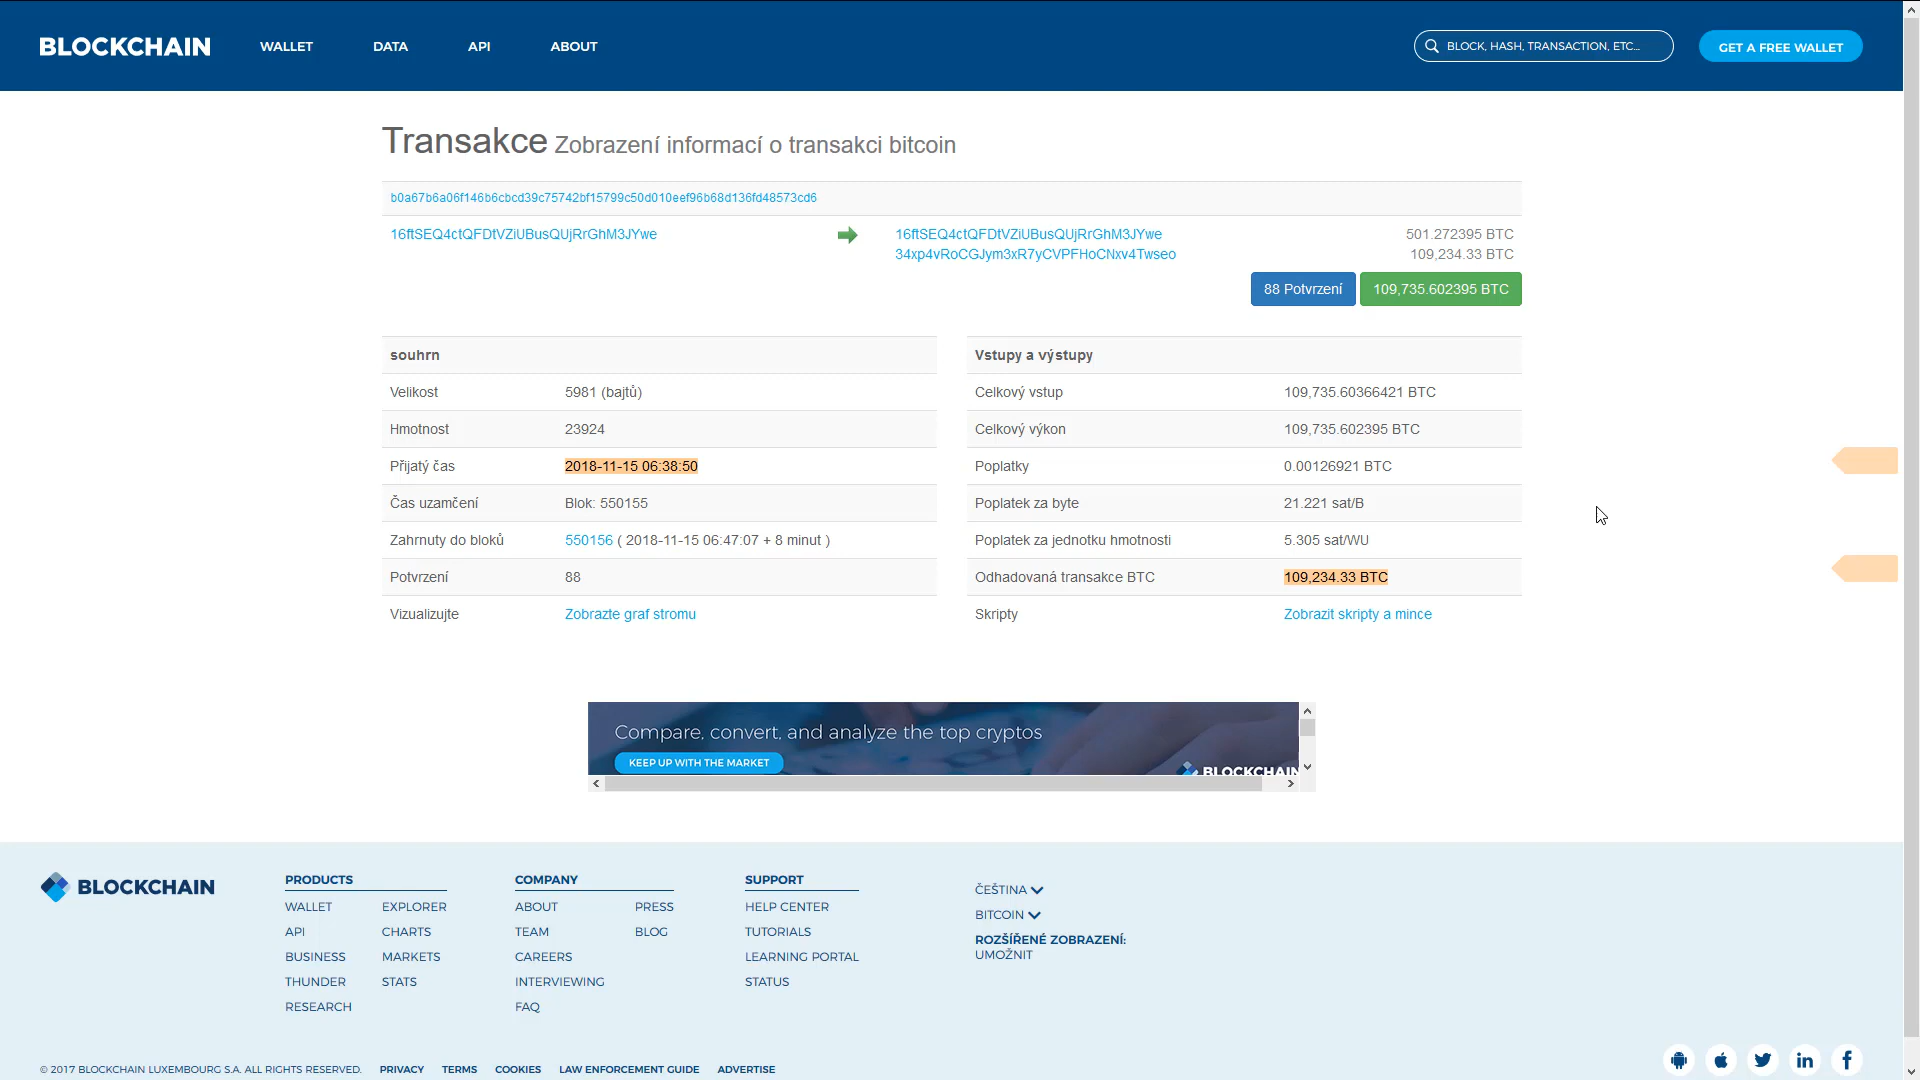 BLOCKCHAIN WALLET DATA API ABOUT BLOCK, HASH, TRANSACTION, ETC... GET A FREE WALLET
Transakce Zobrazení informací o transakci bitcoin
b0a67b6a06f146b6cbcd39c75742bf15799c50d010eef96b68d136fd48573cd6
16ftSEQ4ctQFDtVZiUBusQUjRrGhM3JYwe 16ftSEQ4ctQFDtVZiUBusQUjRrGhM3JYwe 501.272395 BTC
34xp4vRoCGJym3xR7yCVPFHoCNxv4Twseo 109,234.33 BTC
88 Potvrzení 109,735.602395 BTC
souhrn
Velikost 5981 (bajtů)
Hmotnost 23924
Přijatý čas 2018-11-15 06:38:50
Čas uzamčení Blok: 550155
Zahrnuty do bloků 550156 ( 2018-11-15 06:47:07 + 8 minut )
Potvrzení 88
Vizualizujte Zobrazte graf stromu
Vstupy a výstupy
Celkový vstup 109,735.60366421 BTC
Celkový výkon 109,735.602395 BTC
Poplatky 0.00126921 BTC
Poplatek za byte 21.221 sat/B
Poplatek za jednotku hmotnosti 5.305 sat/WU
Odhadovaná transakce BTC 109,234.33 BTC
Skripty Zobrazit skripty a mince
Compare, convert, and analyze the top cryptos
KEEP UP WITH THE MARKET
BLOCKCHAIN
BLOCKCHAIN
PRODUCTS
WALLET EXPLORER
API CHARTS
BUSINESS MARKETS
THUNDER STATS
RESEARCH
COMPANY
ABOUT PRESS
TEAM BLOG
CAREERS
INTERVIEWING
FAQ
SUPPORT
HELP CENTER
TUTORIALS
LEARNING PORTAL
STATUS
ČEŠTINA
BITCOIN
ROZŠÍŘENÉ ZOBRAZENÍ:
UMOŽNIT
© 2017 BLOCKCHAIN LUXEMBOURG S.A. ALL RIGHTS RESERVED. PRIVACY TERMS COOKIES LAW ENFORCEMENT GUIDE ADVERTISE